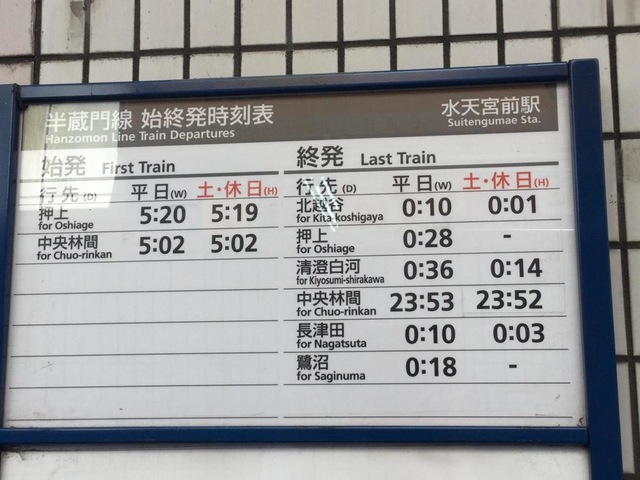 半蔵門線 始終発時刻表
Hanzomon Line Train Departures
水天宮前駅
Suitengumae Sta.
始発 First Train
行先(D) 平日(W) 土・休日(H)
押上 5:20 5:19
for Oshiage
中央林間 5:02 5:02
for Chuo-rinkan
終発 Last Train
行先(D) 平日(W) 土・休日(H)
北越谷 0:10 0:01
for Kita-koshigaya
押上 0:28 -
for Oshiage
清澄白河 0:36 0:14
for Kiyosumi-shirakawa
中央林間 23:53 23:52
for Chuo-rinkan
長津田 0:10 0:03
for Nagatsuta
鷺沼 0:18 -
for Saginuma